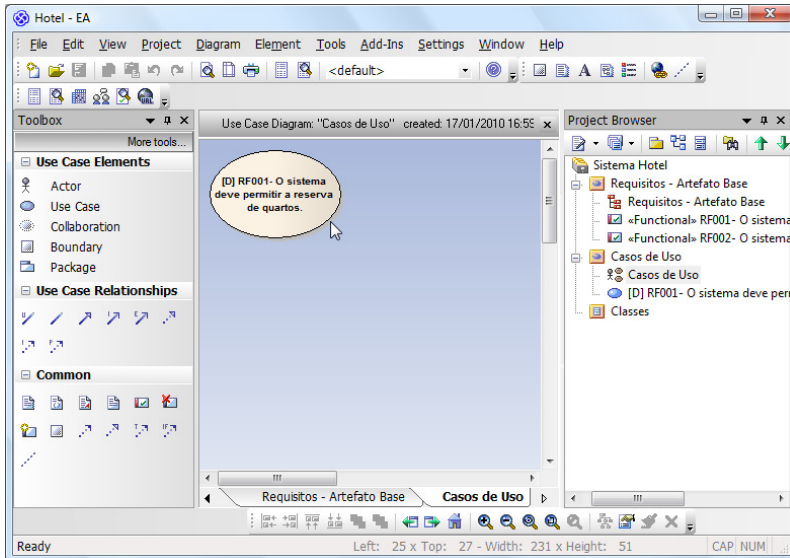 Hotel - EA
File Edit View Project Diagram Element Tools Add-Ins Settings Window Help
<default>
Toolbox
More tools...
Use Case Elements
Actor
Use Case
Collaboration
Boundary
Package
Use Case Relationships
Common
Use Case Diagram: "Casos de Uso" created: 17/01/2010 16:55
[D] RF001- O sistema
deve permitir a reserva
de quartos.
Requisitos - Artefato Base Casos de Uso
Project Browser
Sistema Hotel
Requisitos - Artefato Base
Requisitos - Artefato Base
«Functional» RF001- O sistema
«Functional» RF002- O sistema
Casos de Uso
Casos de Uso
[D] RF001- O sistema deve per
Classes
Ready Left: 25 x Top: 27 - Width: 231 x Height: 51 CAP NUM